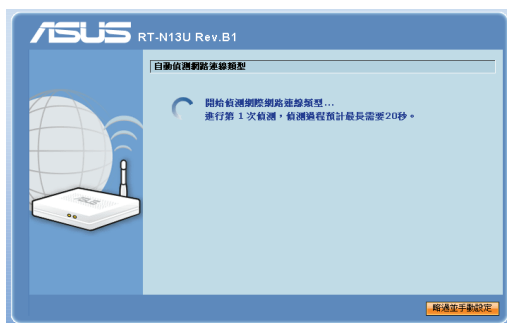 ASUS RT-N13U Rev.B1
自動偵測網路連線類型
開始偵測網際網路連線類型...
進行第 1 次偵測，偵測過程預計最長需要20秒。
ASUS
略過並手動設定